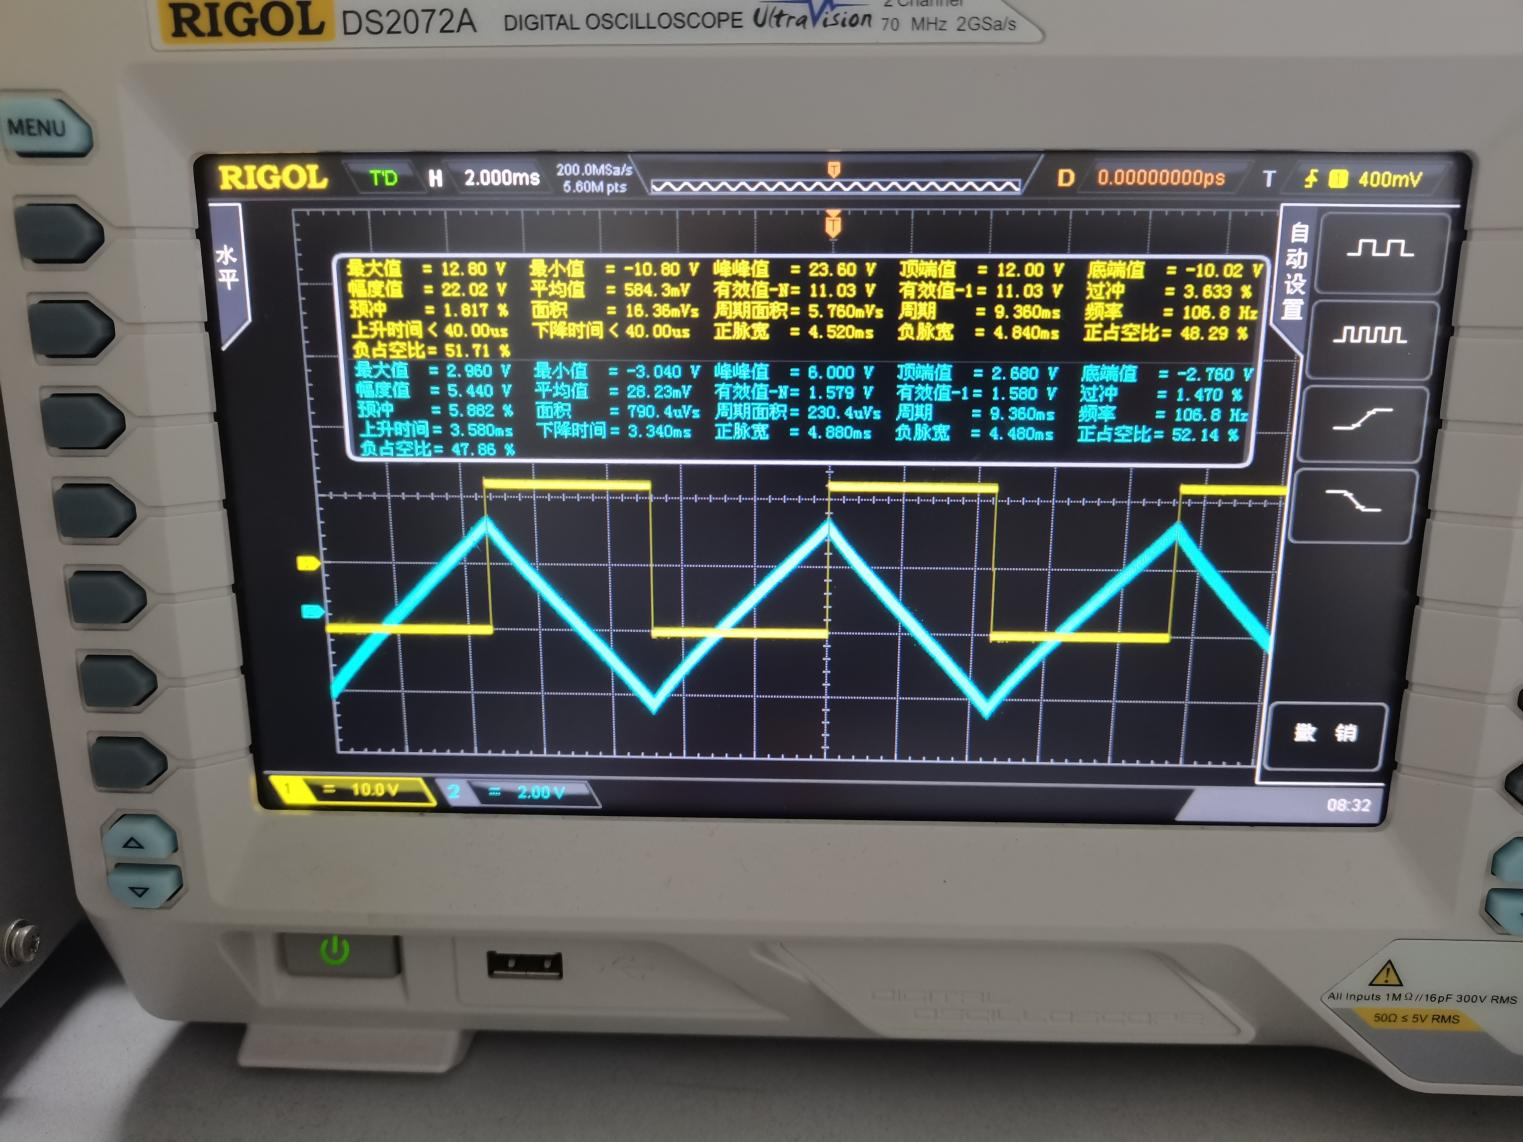 RIGOL DS2072A DIGITAL OSCILLOSCOPE UltraVision 2 Channel
70 MHz 2GSa/s
MENU
RIGOL T'D H 2.000ms 200.0MSa/s D 0.00000000ps T 1 400mV
5.60M pts
T
水平
自动设置
最大值 = 12.80 V 最小值 = -10.80 V 峰峰值 = 23.60 V 顶端值 = 12.00 V 底端值 = -10.02 V
幅度值 = 22.02 V 平均值 = 584.3mV 有效值-N= 11.03 V 有效值-1= 11.03 V 过冲 = 3.633 %
预冲 = 1.817 % 面积 = 16.36mVs 周期面积= 5.760mVs 周期 = 9.360ms 频率 = 106.8 Hz
上升时间< 40.00us 下降时间< 40.00us 正脉宽 = 4.520ms 负脉宽 = 4.840ms 正占空比= 48.29 %
负占空比= 51.71 %
最大值 = 2.960 V 最小值 = -3.040 V 峰峰值 = 6.000 V 顶端值 = 2.680 V 底端值 = -2.760 V
幅度值 = 5.440 V 平均值 = 28.23mV 有效值-N= 1.579 V 有效值-1= 1.580 V 过冲 = 1.470 %
预冲 = 5.882 % 面积 = 790.4uVs 周期面积= 230.4uVs 周期 = 9.360ms 频率 = 106.8 Hz
上升时间= 3.580ms 下降时间= 3.340ms 正脉宽 = 4.880ms 负脉宽 = 4.480ms 正占空比= 52.14 %
负占空比= 47.86 %
撤销
1 = 10.0V 2 = 2.00V
08:32
DIGITAL
OSCILLOSCOPE
All Inputs 1MΩ//16pF 300V RMS
50Ω ≤ 5V RMS